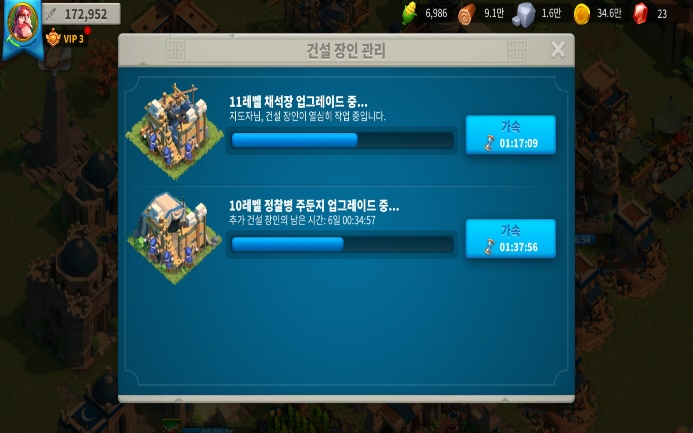 172,952
6,986
9.1만
1.6만
34.6만
23
VIP 3
건설 장인 관리
11레벨 채석장 업그레이드 중...
지도자님, 건설 장인이 열심히 작업 중입니다.
가속
01:17:09
10레벨 정찰병 주둔지 업그레이드 중...
추가 건설 장인의 남은 시간: 6일 00:34:57
가속
01:37:56